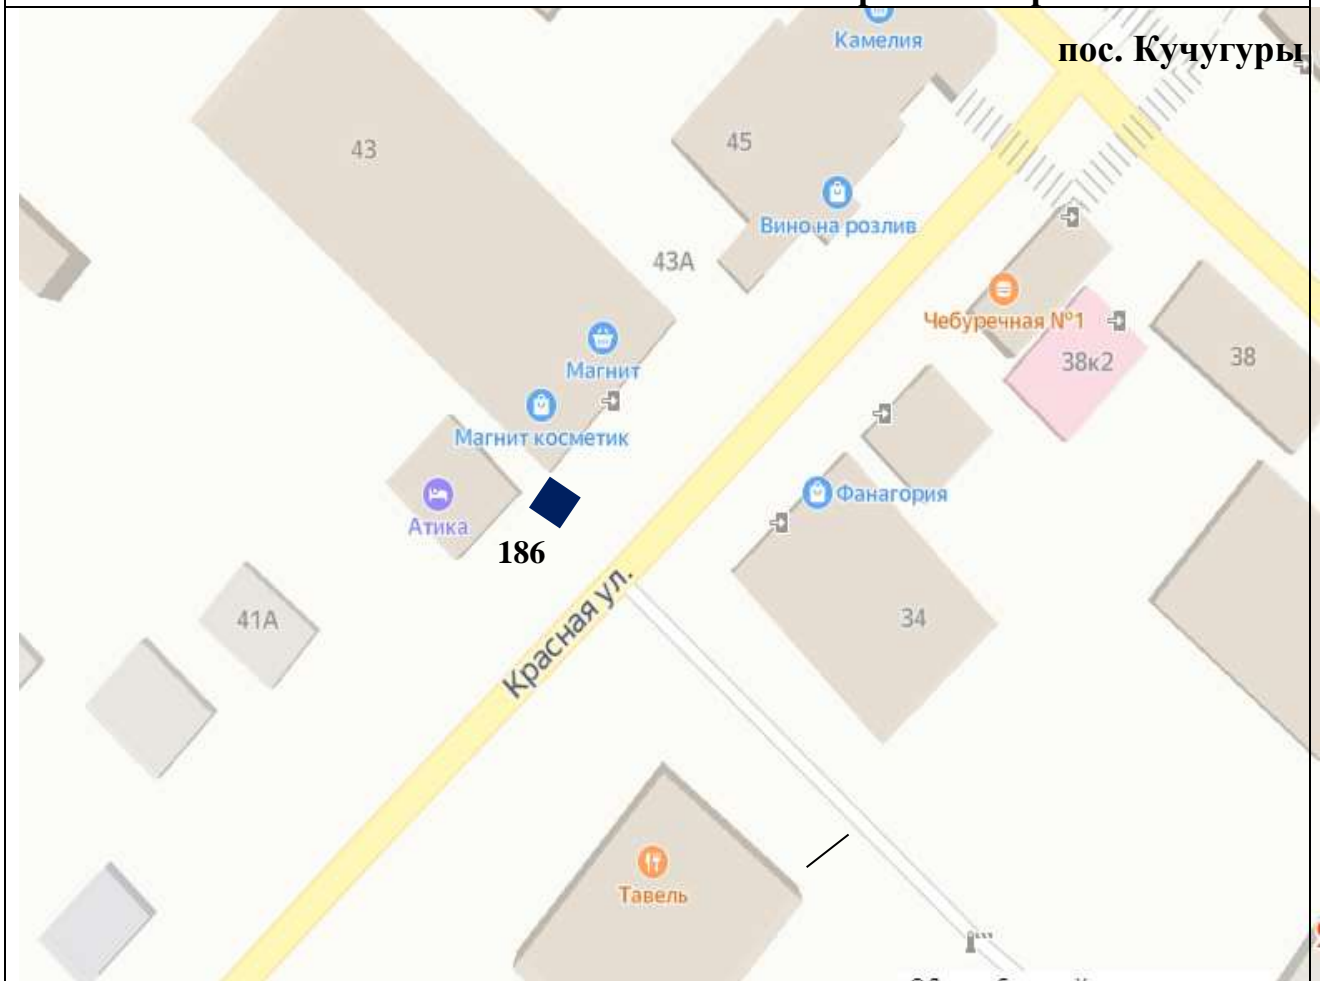 Камелия
пос. Кучугуры
43
45
Вино на розлив
43А
Чебуречная №1
Магнит
38к2
38
Магнит косметик
Атика
Фанагория
186
Красная ул.
41А
34
Тавель